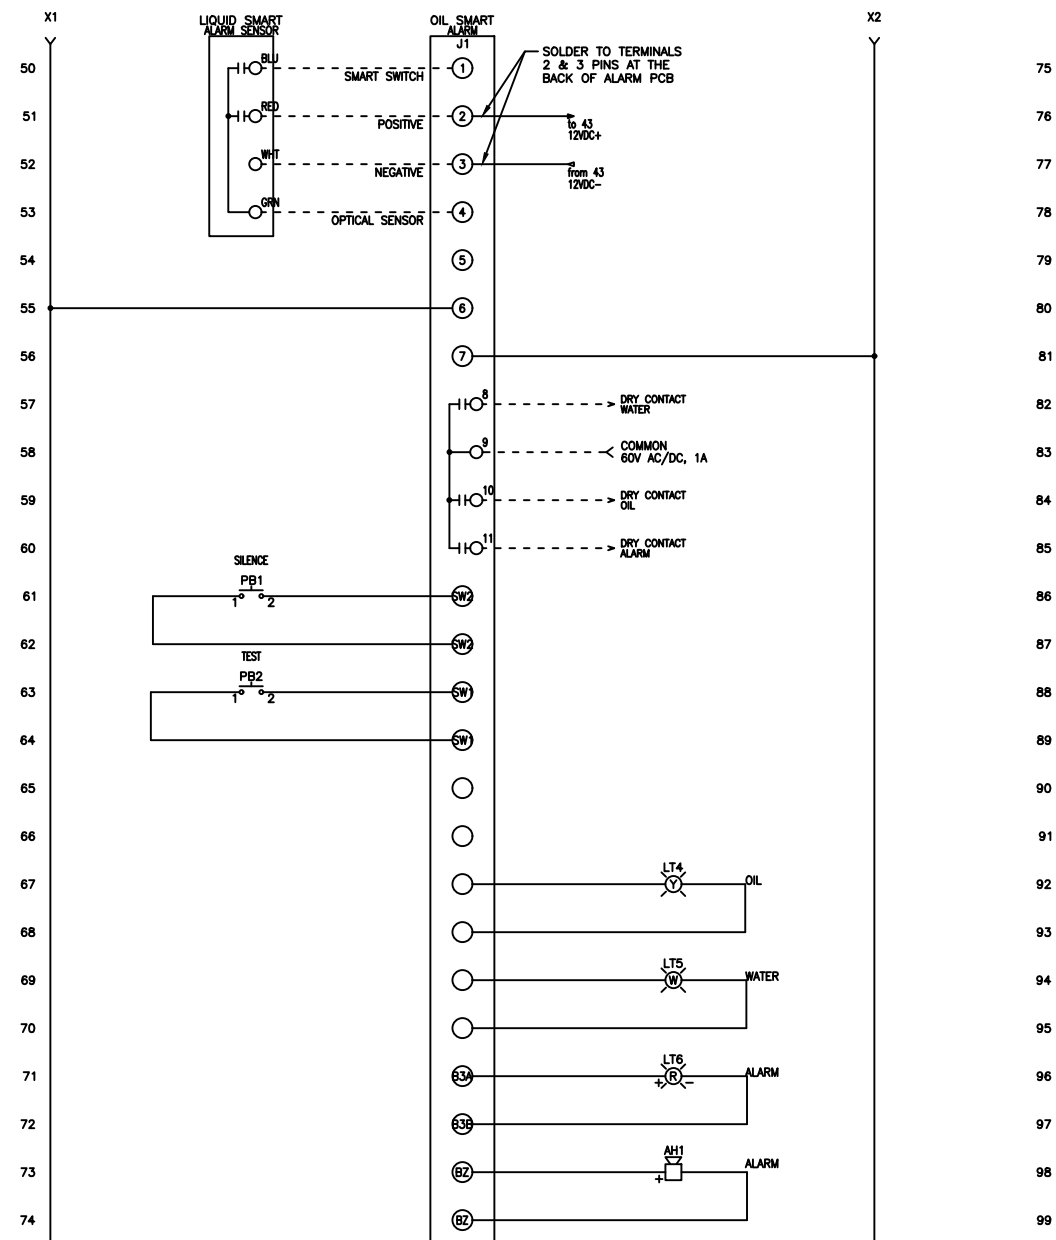 X1
LIQUID SMART
ALARM SENSOR
OIL SMART
ALARM
J1
X2
SOLDER TO TERMINALS
2 & 3 PINS AT THE
BACK OF ALARM PCB
50
BLU
SMART SWITCH
1
75
51
RED
POSITIVE
2
to 43
12VDC+
76
52
WHT
NEGATIVE
3
from 43
12VDC-
77
53
GRN
OPTICAL SENSOR
4
78
54
5
79
55
6
80
56
7
81
57
8
DRY CONTACT
WATER
82
58
9
COMMON
60V AC/DC, 1A
83
59
10
DRY CONTACT
OIL
84
60
11
DRY CONTACT
ALARM
85
SILENCE
PB1
61
1 2
SW2
86
62
SW2
87
TEST
PB2
63
1 2
SW1
88
64
SW1
89
65
90
66
91
LT4
67
Y
OIL
92
68
93
LT5
69
W
WATER
94
70
95
LT6
71
B3A
+ R -
ALARM
96
72
B3B
97
AH1
73
BZ
+
ALARM
98
74
BZ
99